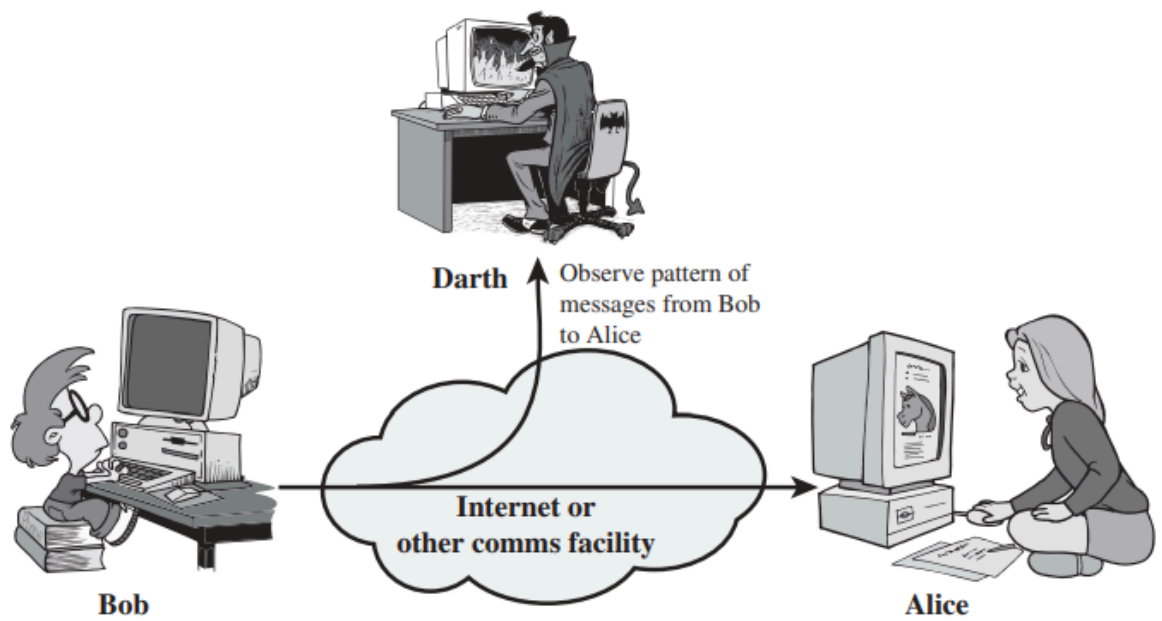 Darth
Observe pattern of
messages from Bob
to Alice
Internet or
other comms facility
Bob
Alice